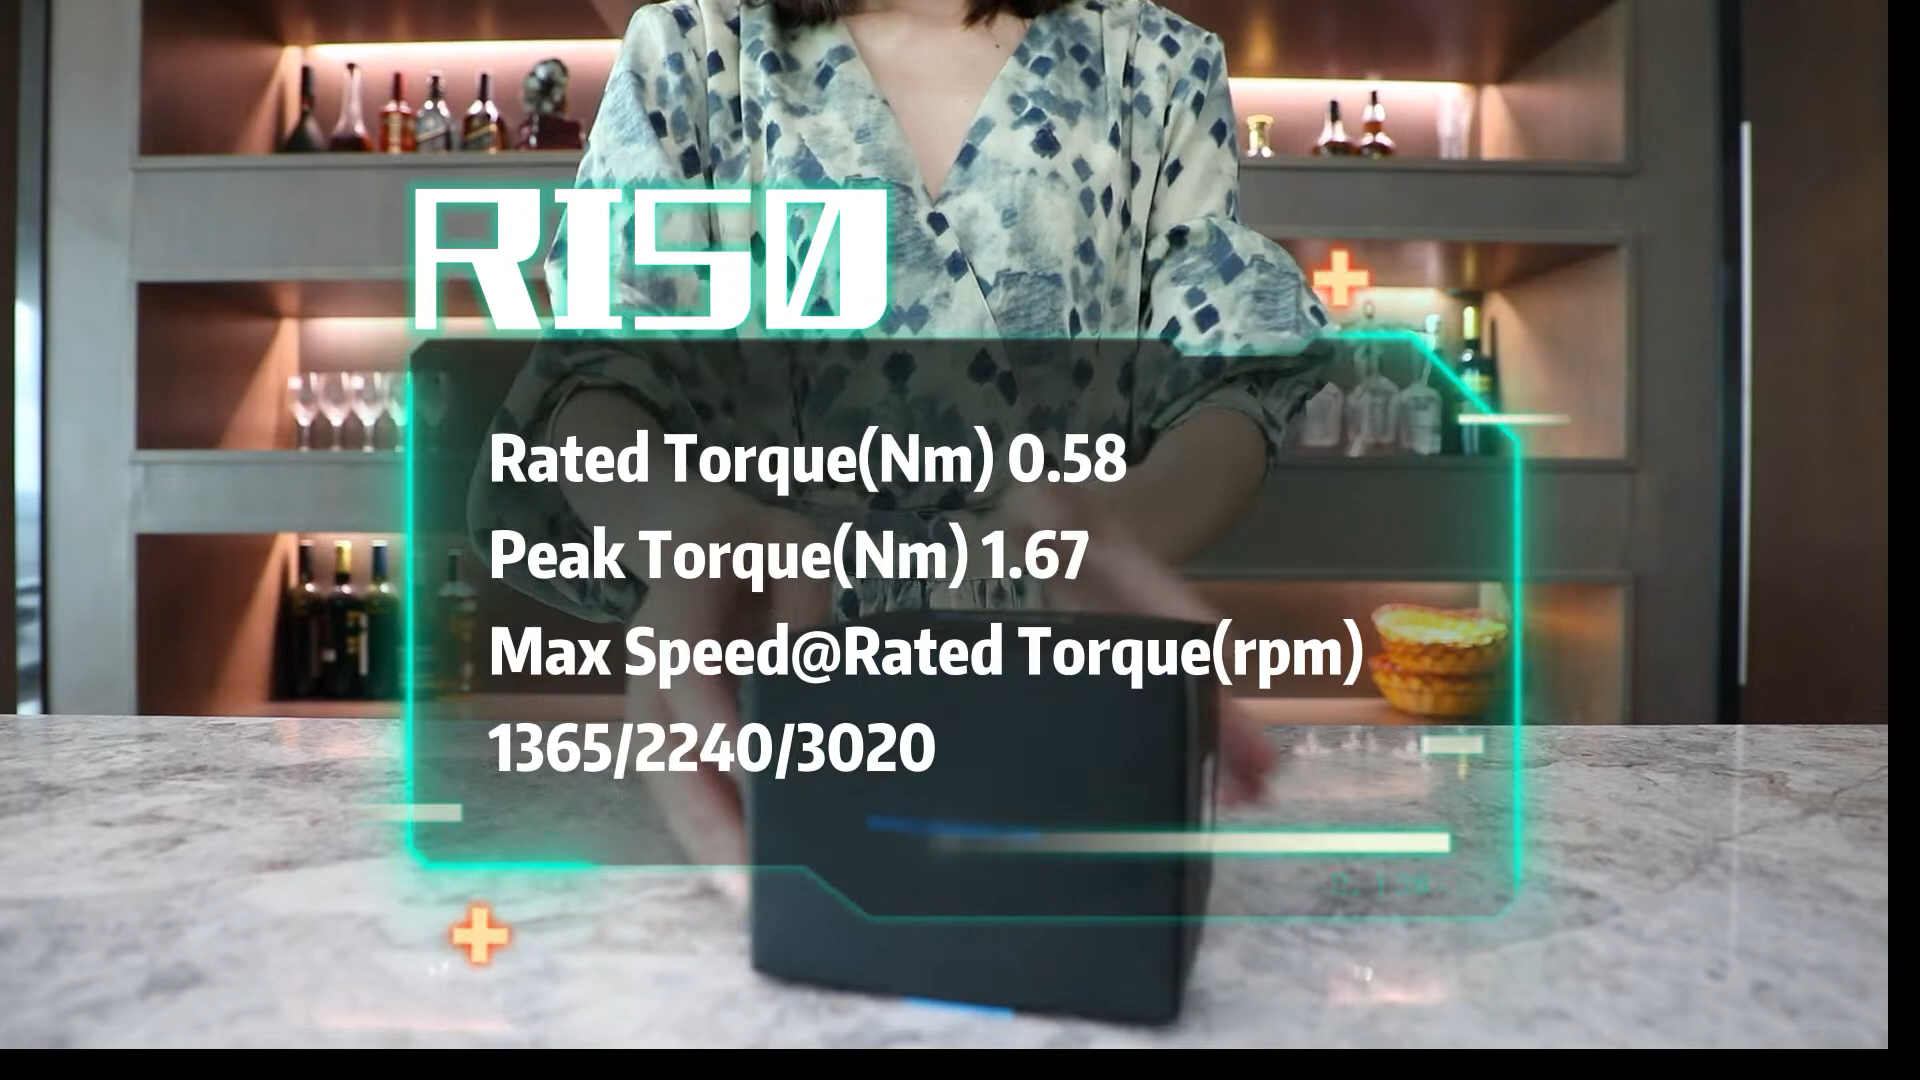 RI50
Rated Torque(Nm) 0.58
Peak Torque(Nm) 1.67
Max Speed@Rated Torque(rpm)
1365/2240/3020